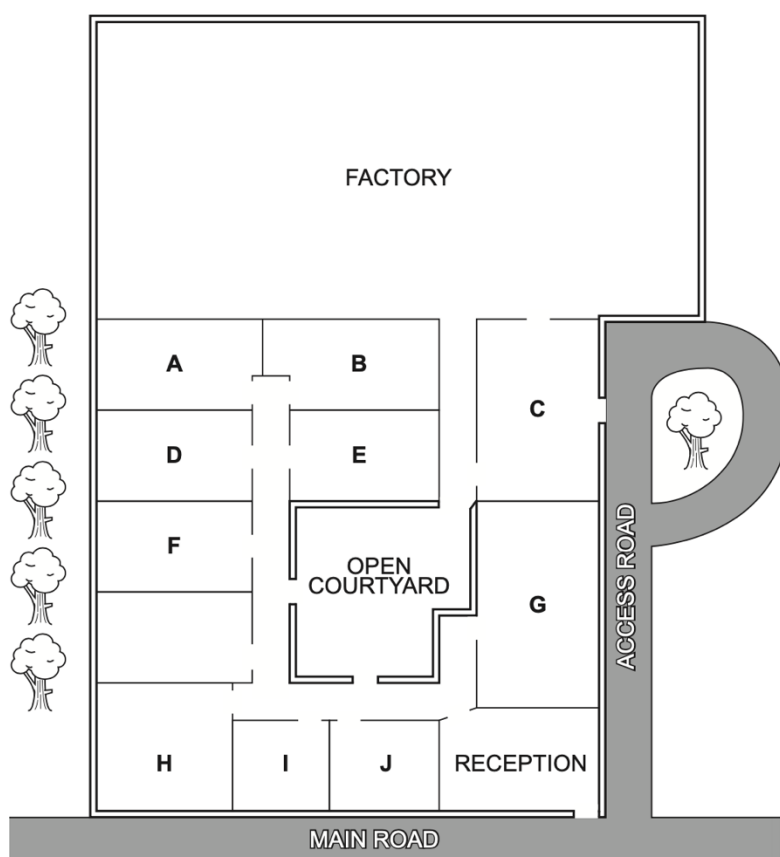 FACTORY
A
B
C
D
E
F
OPEN
COURTYARD
G
ACCESS ROAD
H
I
J
RECEPTION
MAIN ROAD